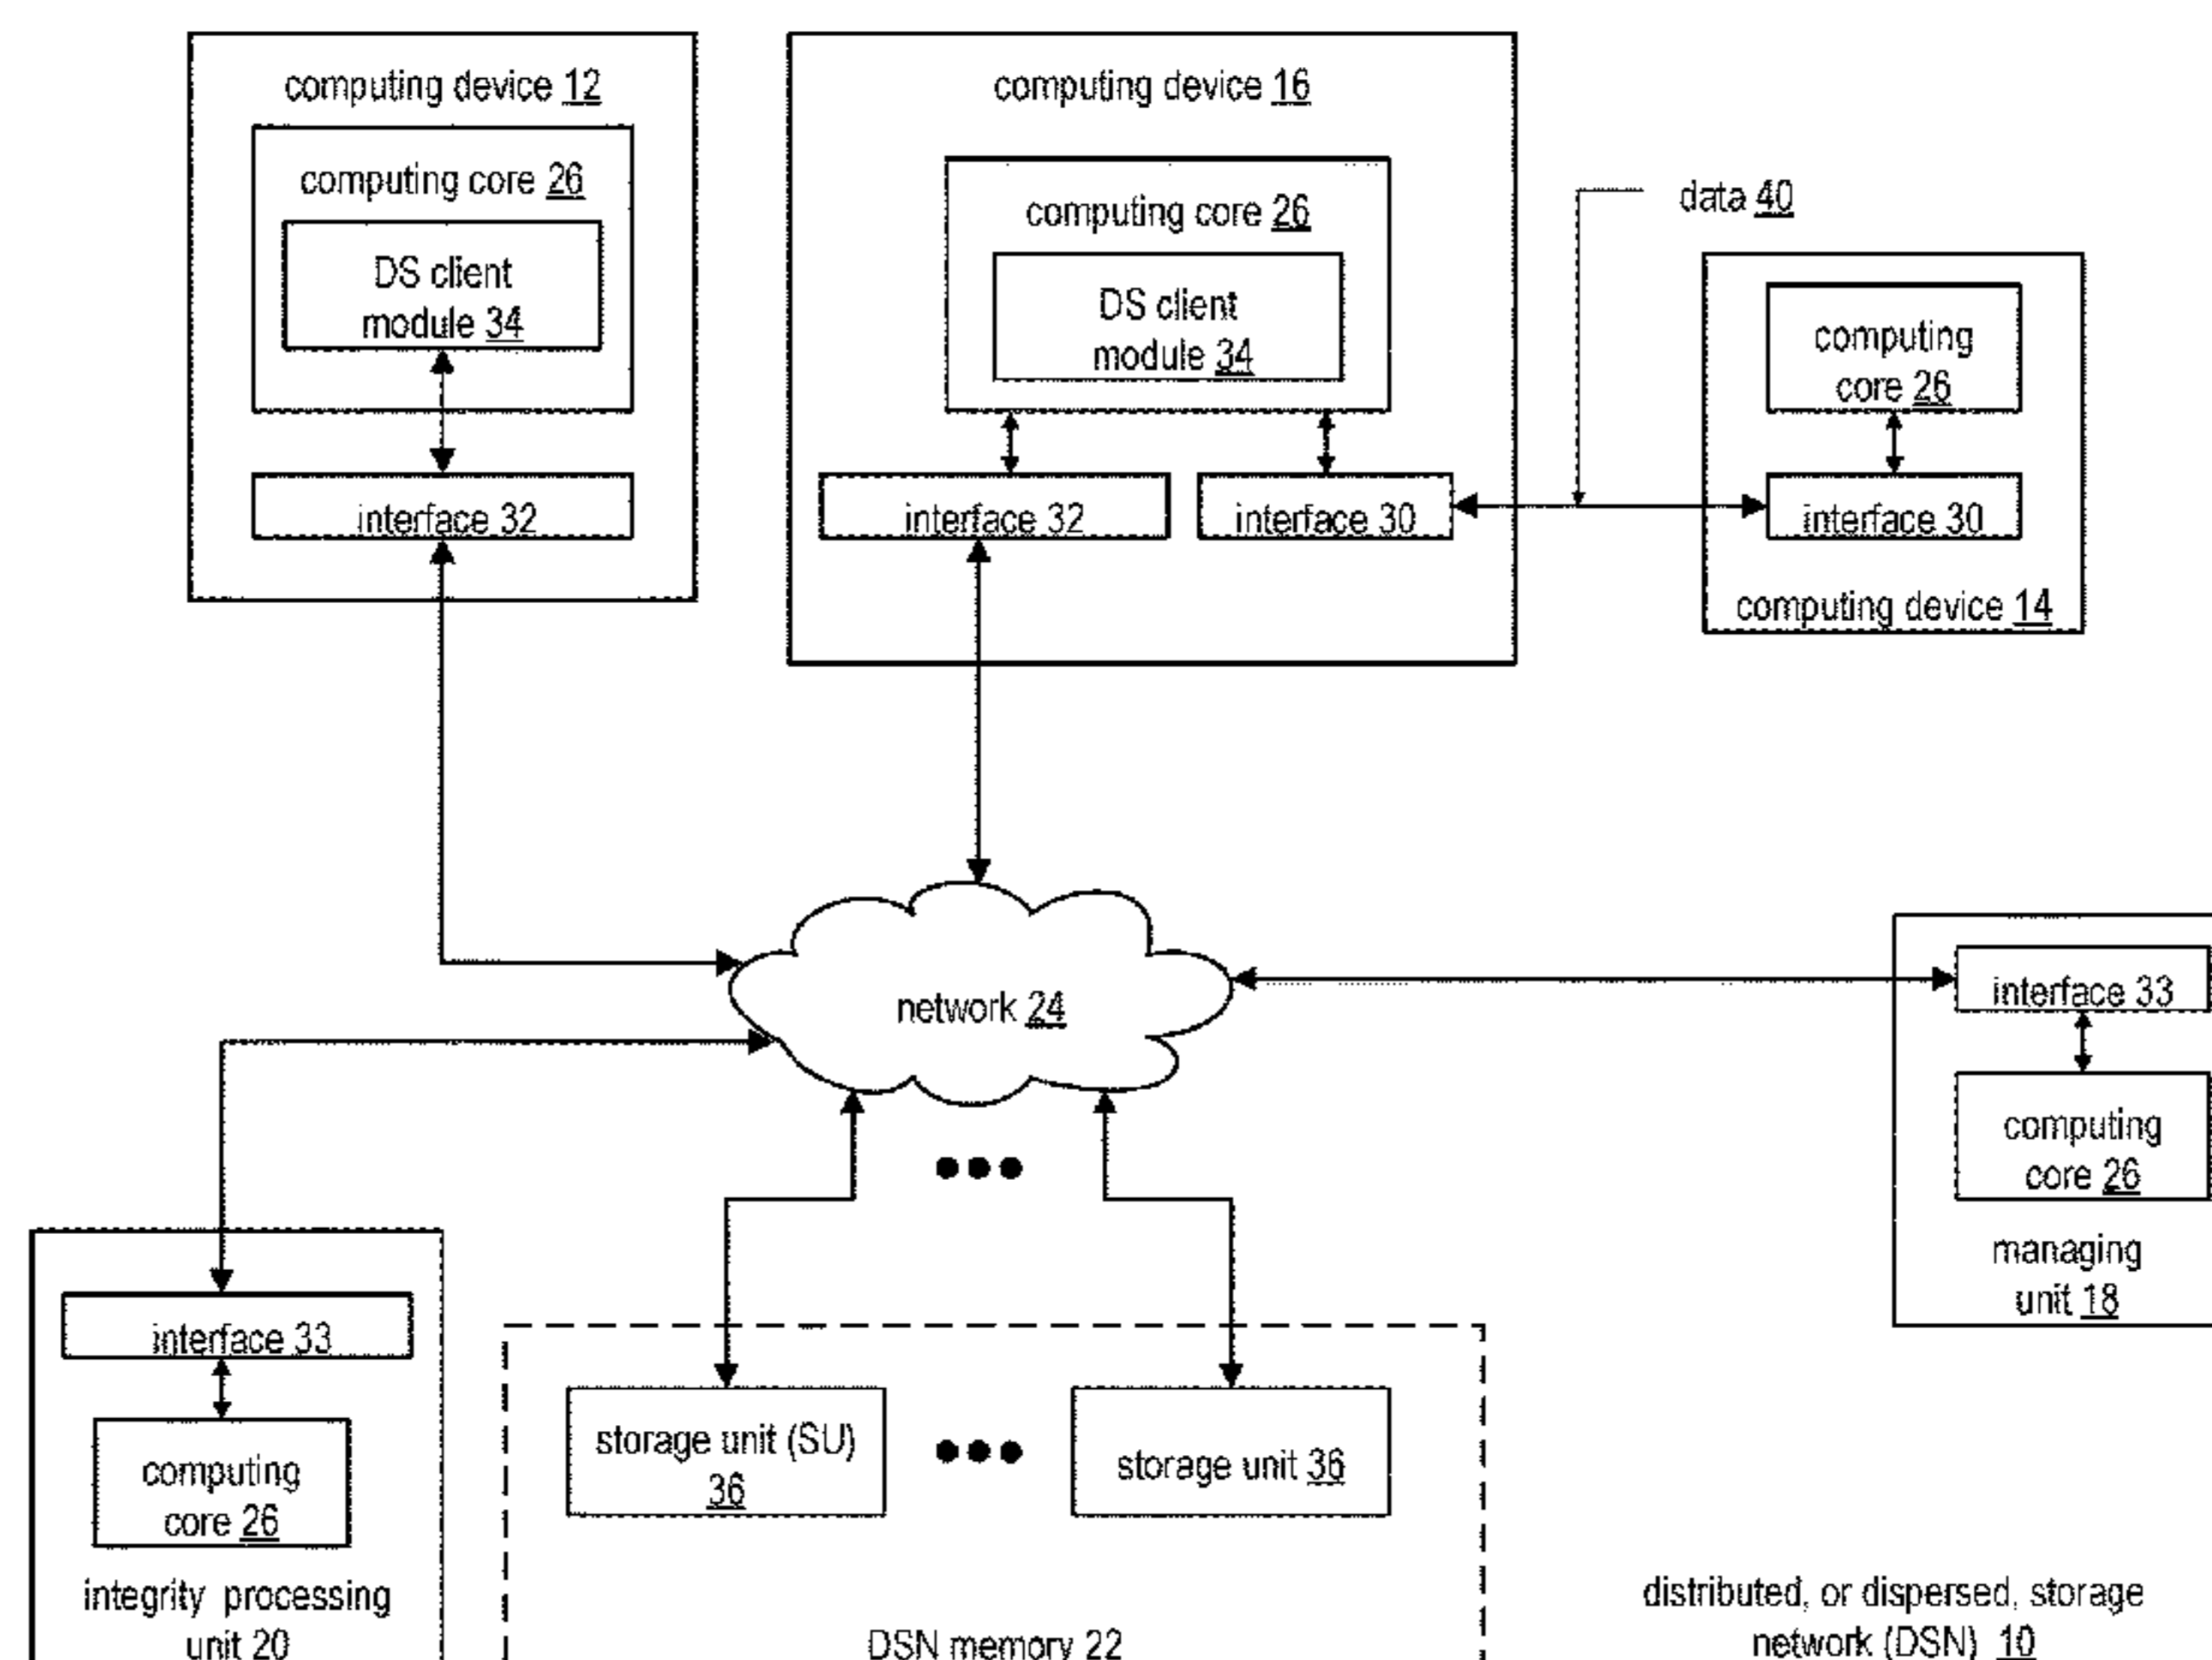 computing device 12
computing core 26
DS client
module 34
interface 32
computing device 16
computing core 26
DS client
module 34
interface 32
interface 30
data 40
computing
core 26
interface 30
computing device 14
network 24
interface 33
computing
core 26
managing
unit 18
interface 33
computing
core 26
integrity processing
unit 20
storage unit (SU)
36
storage unit 36
DSN memory 22
distributed, or dispersed, storage
network (DSN) 10